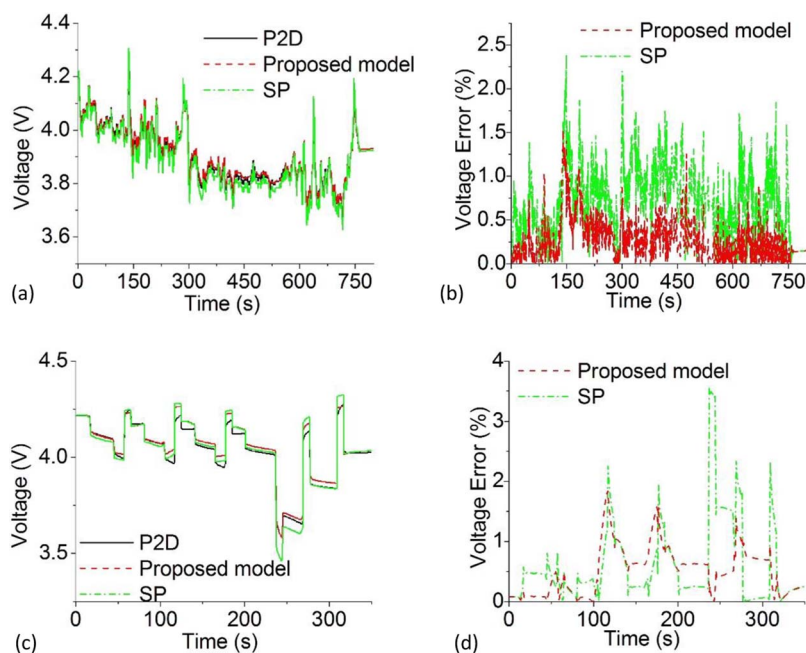 4.4
4.2
4.0
3.8
3.6
Voltage (V)
P2D
Proposed model
SP
0 150 300 450 600 750
Time (s)
(a)
2.5
2.0
1.5
1.0
0.5
0.0
Voltage Error (%)
Proposed model
SP
0 150 300 450 600 750
Time (s)
(b)
4.5
4.0
3.5
Voltage (V)
P2D
Proposed model
SP
0 100 200 300
Time (s)
(c)
4
3
2
1
0
Voltage Error (%)
Proposed model
SP
0 100 200 300
Time (s)
(d)